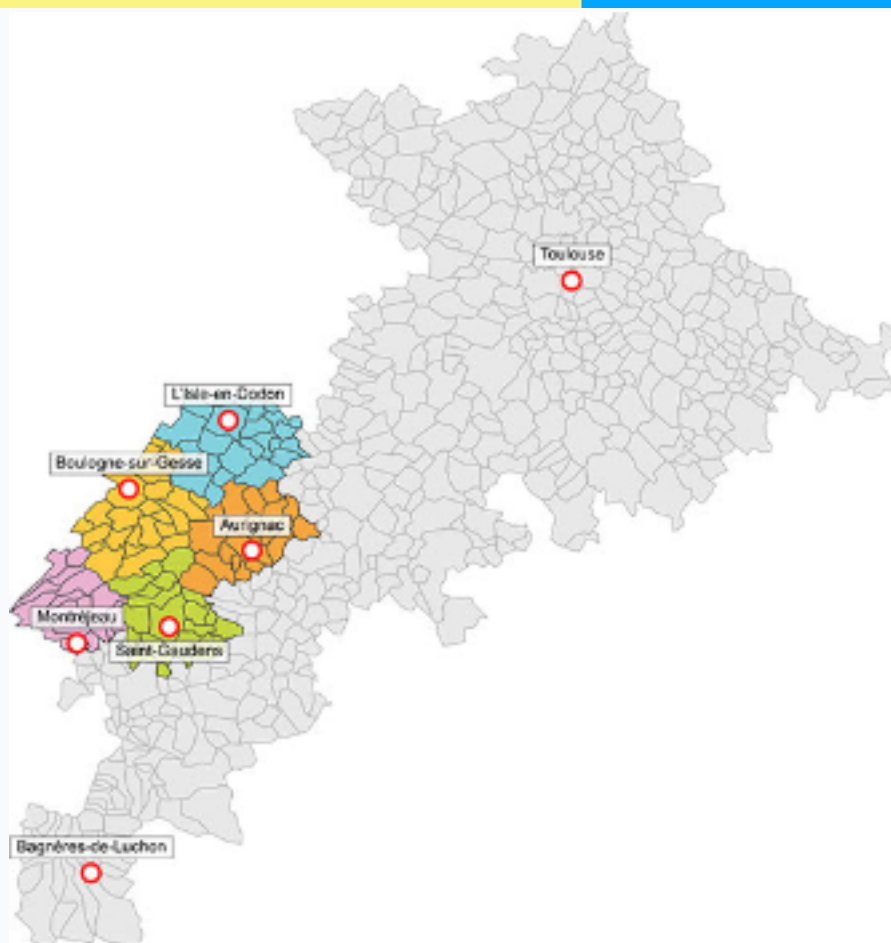 Toulouse
L'Isle-en-Dodon
Boulogne-sur-Gesse
Aurignac
Montréjeau
Saint-Gaudens
Bagnères-de-Luchon